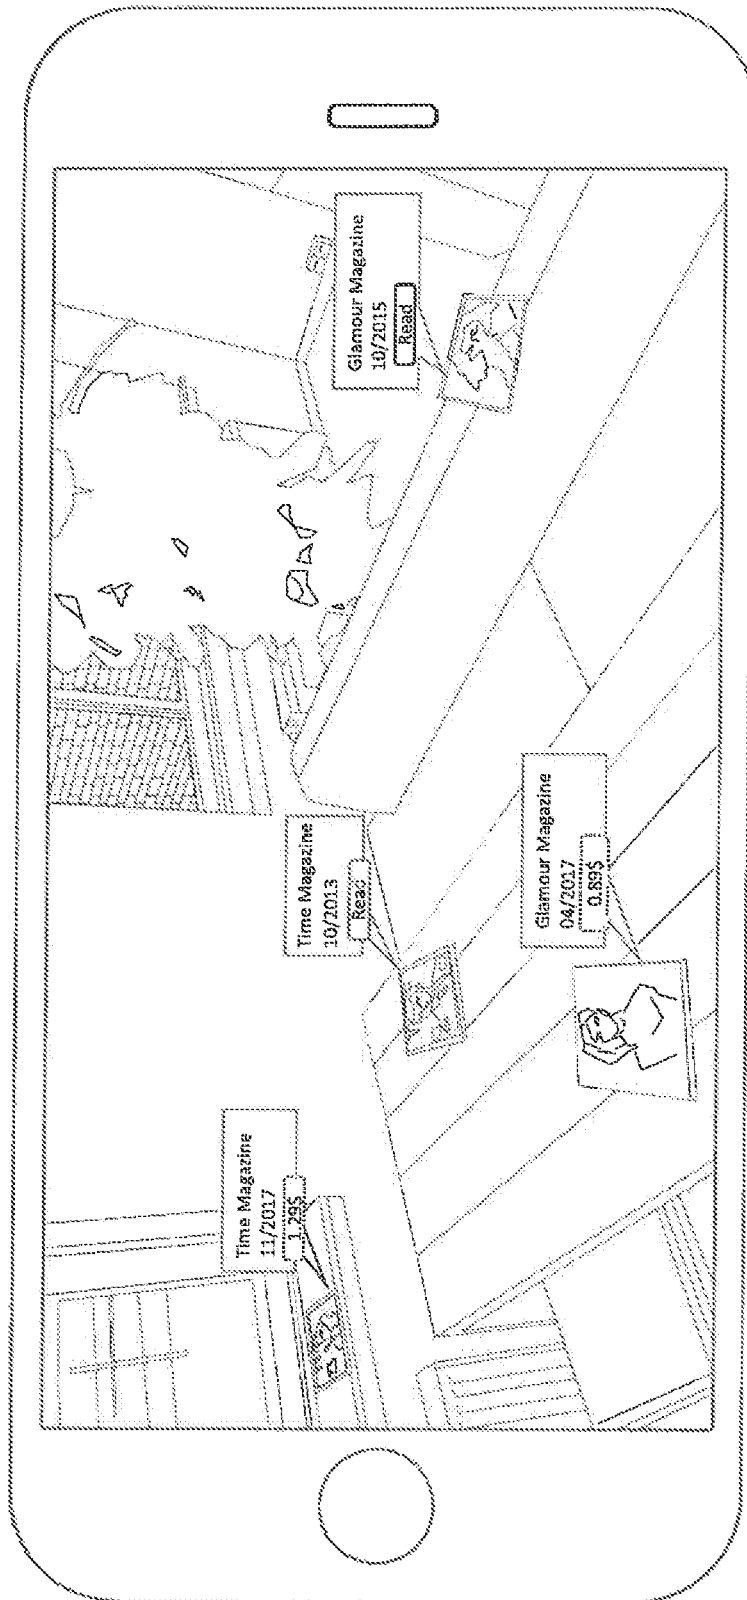 Time Magazine
11/2017
1.29$
Time Magazine
10/2013
Read
Glamour Magazine
10/2015
Read
Glamour Magazine
04/2017
0.89$